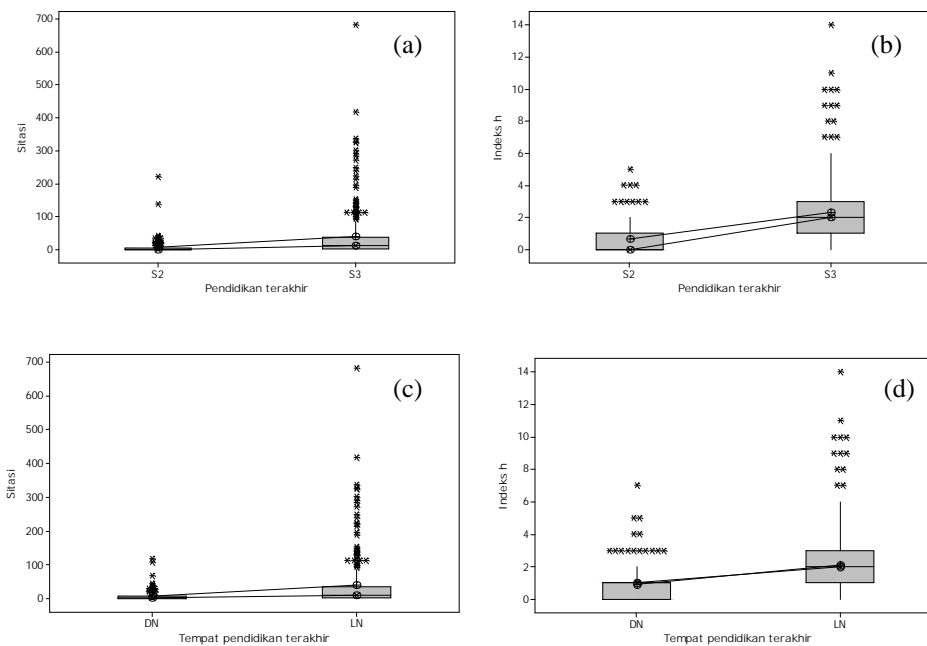 (a)
Sitasi
700
600
500
400
300
200
100
0
S2
S3
Pendidikan terakhir
(b)
Indeks h
14
12
10
8
6
4
2
0
S2
S3
Pendidikan terakhir
(c)
Sitasi
700
600
500
400
300
200
100
0
DN
LN
Tempat pendidikan terakhir
(d)
Indeks h
14
12
10
8
6
4
2
0
DN
LN
Tempat pendidikan terakhir